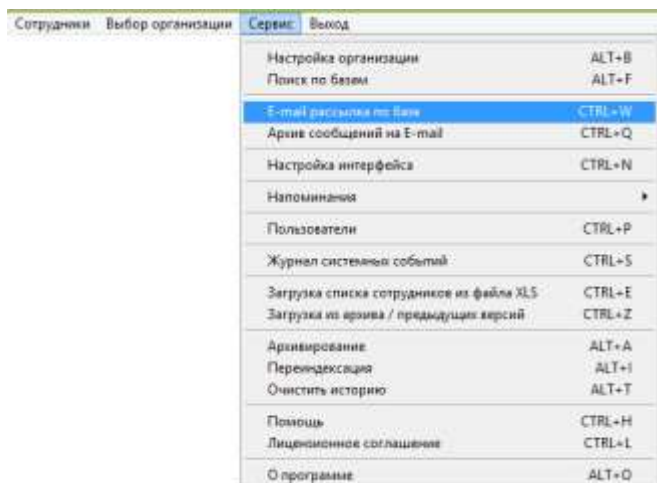 Сотрудники Выбор организации Сервис Выход
Настройка организации ALT+B
Поиск по базам ALT+F
E-mail рассылка по базе CTRL+W
Архив сообщений на E-mail CTRL+Q
Настройка интерфейса CTRL+N
Напоминания
Пользователи CTRL+P
Журнал системных событий CTRL+S
Загрузка списка сотрудников из файла XLS CTRL+E
Загрузка из архива / предыдущих версий CTRL+Z
Архивирование ALT+A
Переиндексация ALT+I
Очистить историю ALT+T
Помощь CTRL+H
Лицензионное соглашение CTRL+L
О программе ALT+O